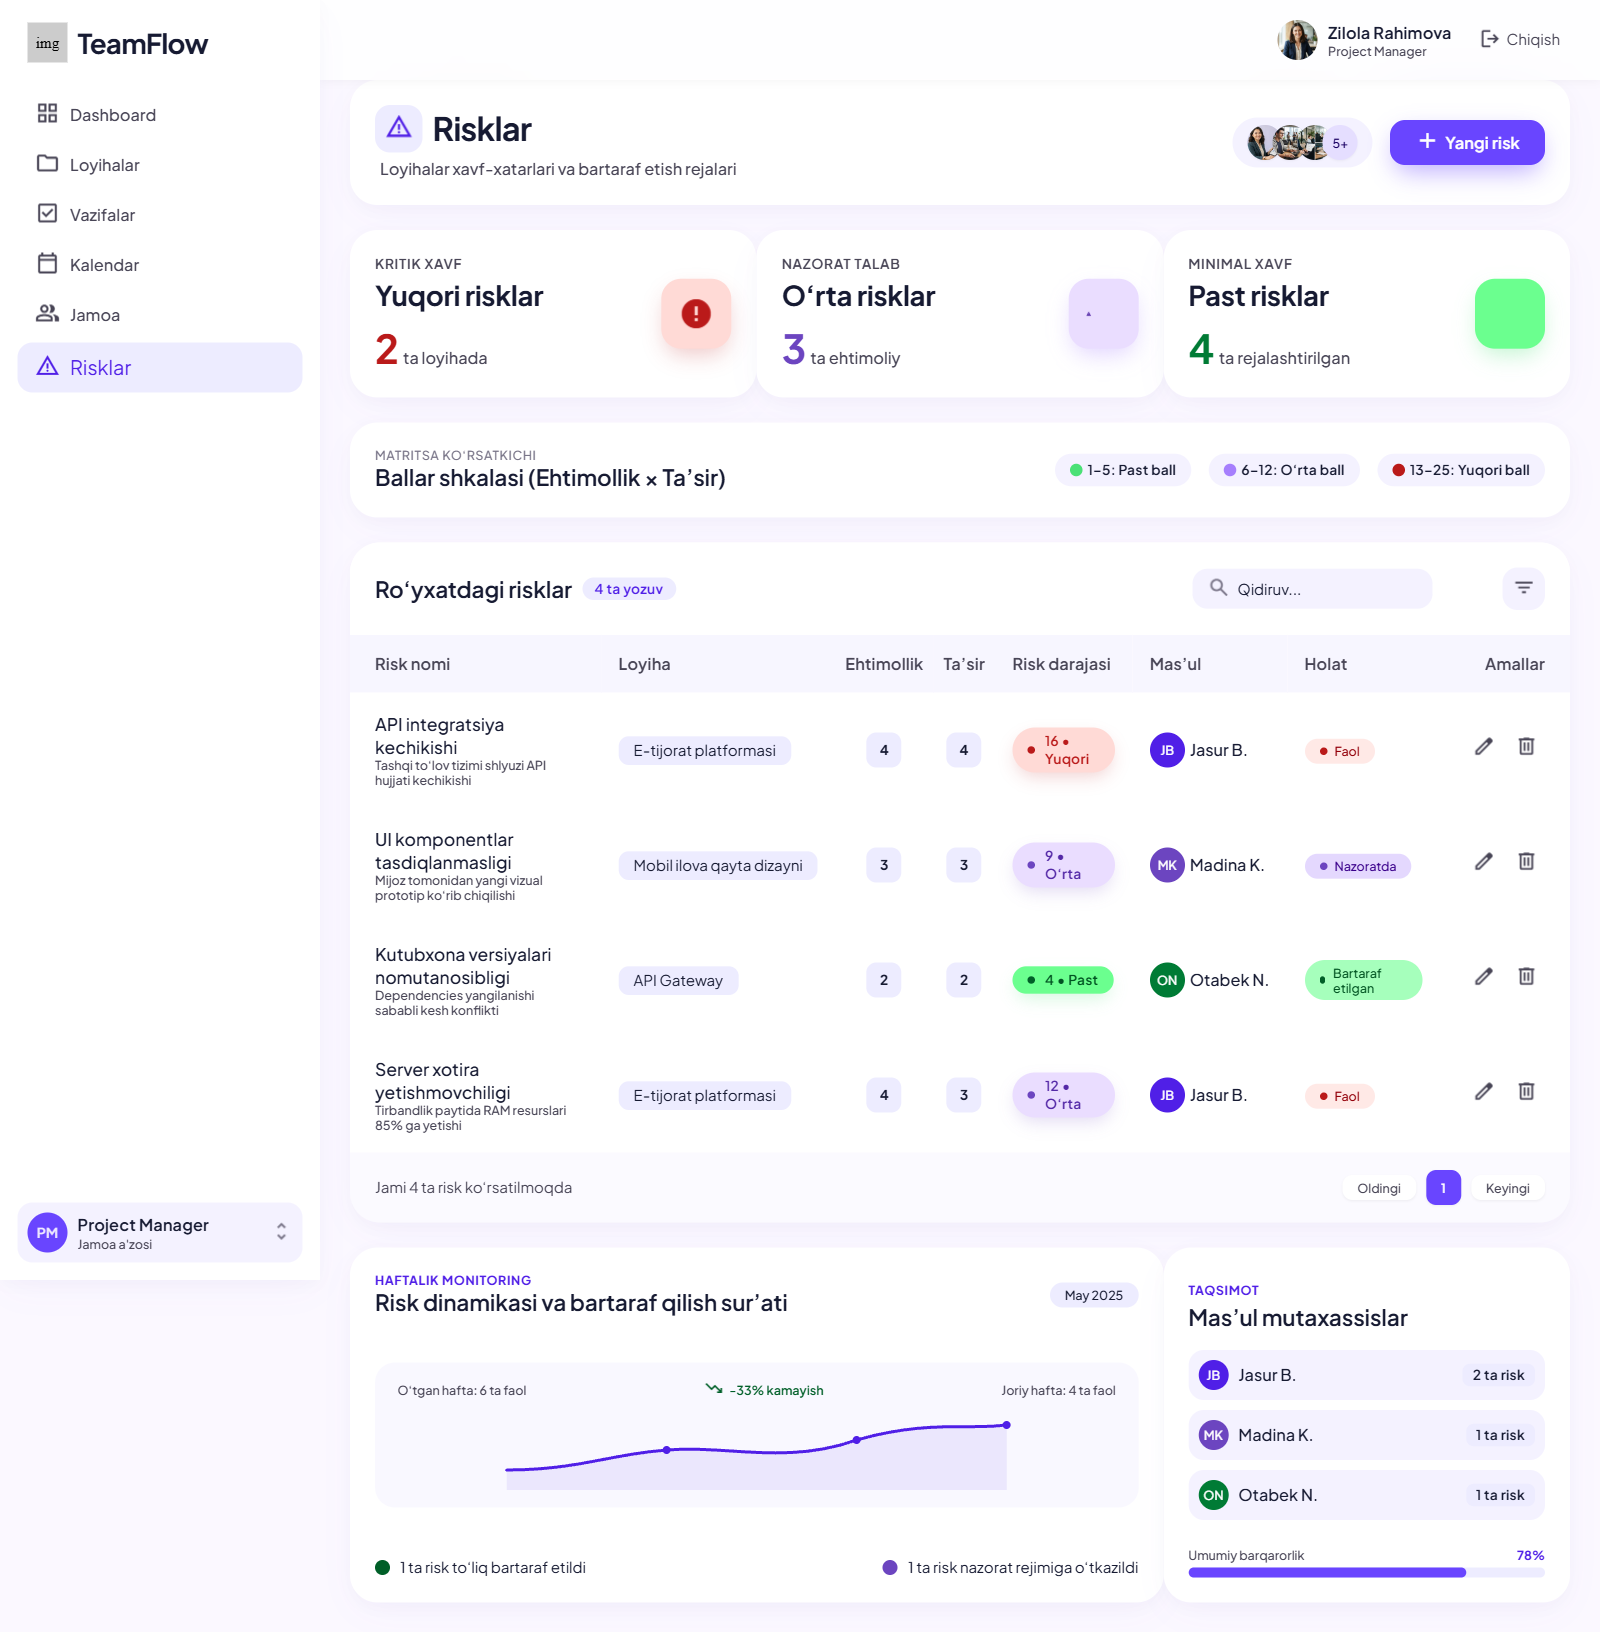 img TeamFlow
Zilola Rahimova
Project Manager
Chiqish
Dashboard
Loyihalar
Vazifalar
Kalendar
Jamoa
Risklar
Project Manager
PM
Jamoa a'zosi
Risklar
Loyihalar xavf-xatarlari va bartaraf etish rejalari
5+
+ Yangi risk
KRITIK XAVF
Yuqori risklar
2 ta loyihada
NAZORAT TALAB
O‘rta risklar
3 ta ehtimoliy
MINIMAL XAVF
Past risklar
4 ta rejalashtirilgan
MATRITSA KO‘RSATKICHI
Ballar shkalasi (Ehtimollik × Ta’sir)
1–5: Past ball
6–12: O‘rta ball
13–25: Yuqori ball
Ro‘yxatdagi risklar
4 ta yozuv
Qidiruv...
Risk nomi Loyiha Ehtimollik Ta’sir Risk darajasi Mas’ul Holat Amallar
API integratsiya
kechikishi
Tashqi to‘lov tizimi shlyuzi API
hujjati kechikishi
E-tijorat platformasi
4
4
16 •
Yuqori
JB Jasur B.
Faol
UI komponentlar
tasdiqlanmasligi
Mijoz tomonidan yangi vizual
prototip ko‘rib chiqilishi
Mobil ilova qayta dizayni
3
3
9 •
O‘rta
MK Madina K.
Nazoratda
Kutubxona versiyalari
nomutanosibligi
Dependencies yangilanishi
sababli kesh konflikti
API Gateway
2
2
4 • Past
ON Otabek N.
Bartaraf
etilgan
Server xotira
yetishmovchiligi
Tirbandlik paytida RAM resurslari
85% ga yetishi
E-tijorat platformasi
4
3
12 •
O‘rta
JB Jasur B.
Faol
Jami 4 ta risk ko‘rsatilmoqda
Oldingi
1
Keyingi
HAFTALIK MONITORING
Risk dinamikasi va bartaraf qilish sur’ati
May 2025
O‘tgan hafta: 6 ta faol
-33% kamayish
Joriy hafta: 4 ta faol
1 ta risk to‘liq bartaraf etildi
1 ta risk nazorat rejimiga o‘tkazildi
TAQSIMOT
Mas’ul mutaxassislar
JB Jasur B. 2 ta risk
MK Madina K. 1 ta risk
ON Otabek N. 1 ta risk
Umumiy barqarorlik 78%